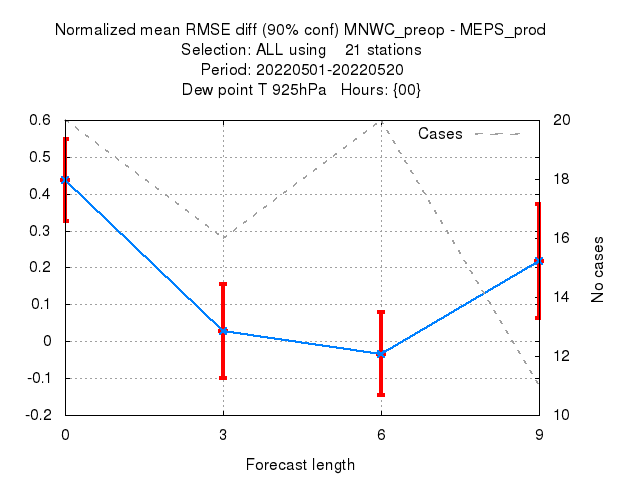 Normalized mean RMSE diff (90% conf) MNWC_preop - MEPS_prod
Selection: ALL using 21 stations
Period: 20220501-20220520
Dew point T 925hPa Hours: {00}
Cases
0.6
0.5
0.4
0.3
0.2
0.1
0
-0.1
-0.2
20
18
16
14
12
10
No cases
0 3 6 9
Forecast length